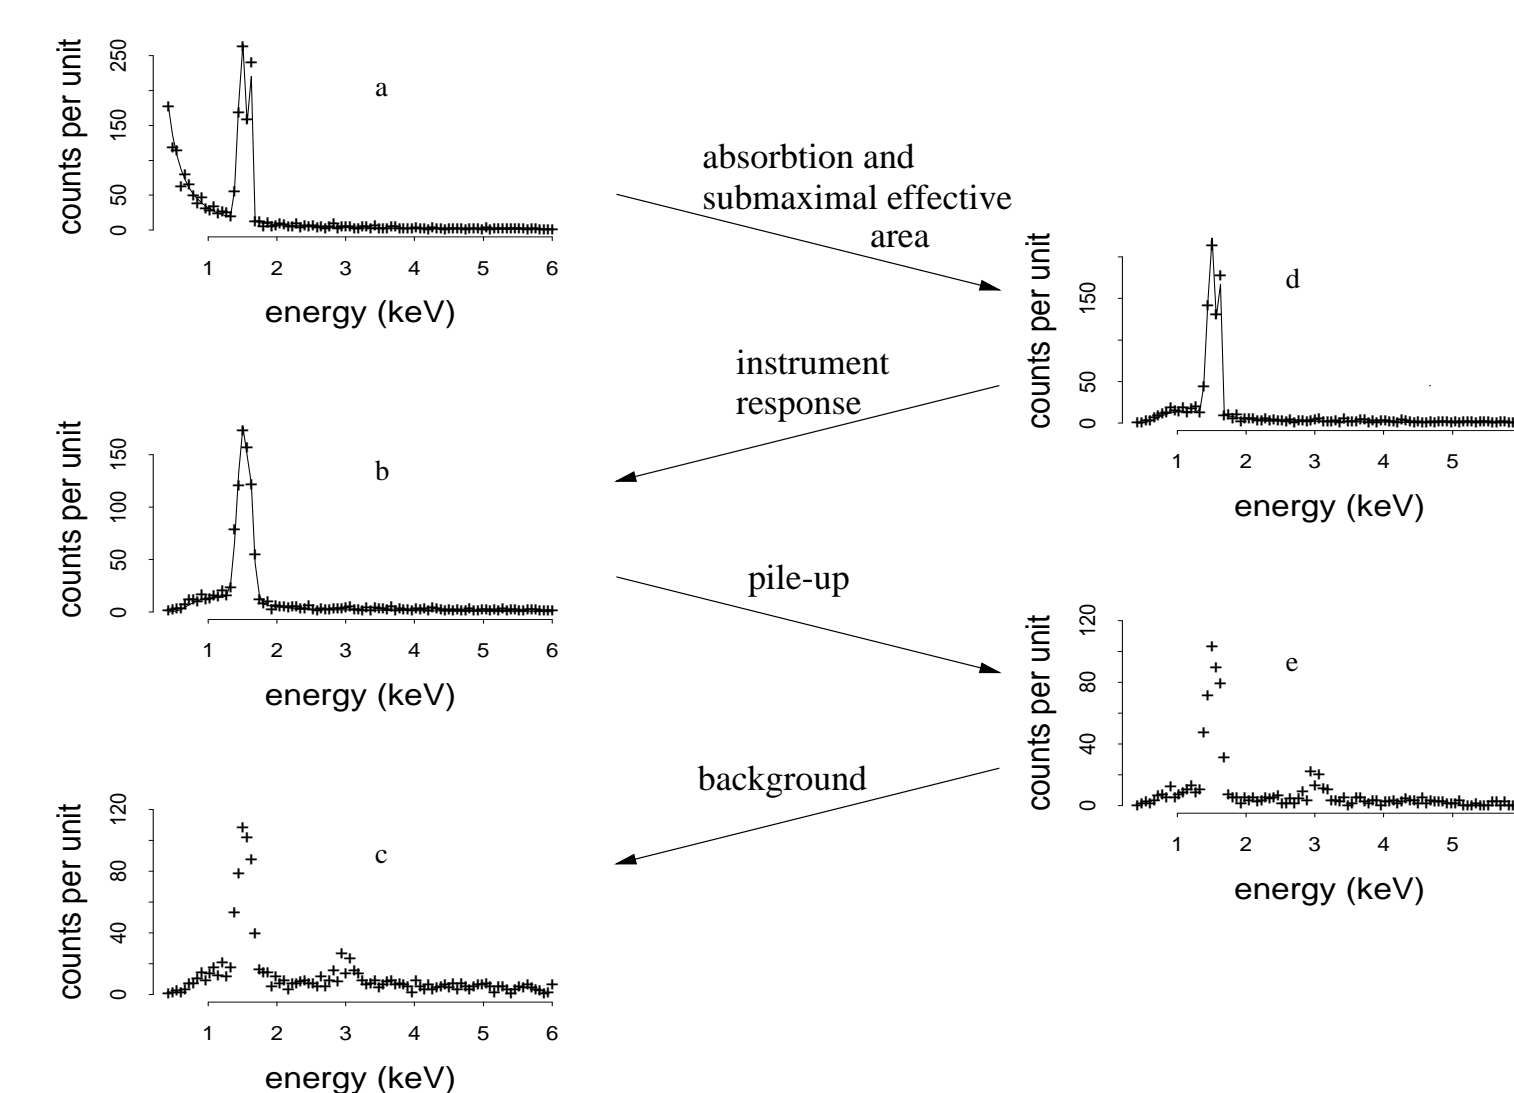 counts per unit
0 50 150 250
a
1 2 3 4 5 6
energy (keV)
absorbtion and
submaximal effective
area
counts per unit
0 50 150
d
1 2 3 4 5
energy (keV)
instrument
response
counts per unit
0 50 100 150
b
1 2 3 4 5 6
energy (keV)
pile-up
counts per unit
0 40 80 120
e
1 2 3 4 5
energy (keV)
background
counts per unit
0 40 80 120
c
1 2 3 4 5 6
energy (keV)